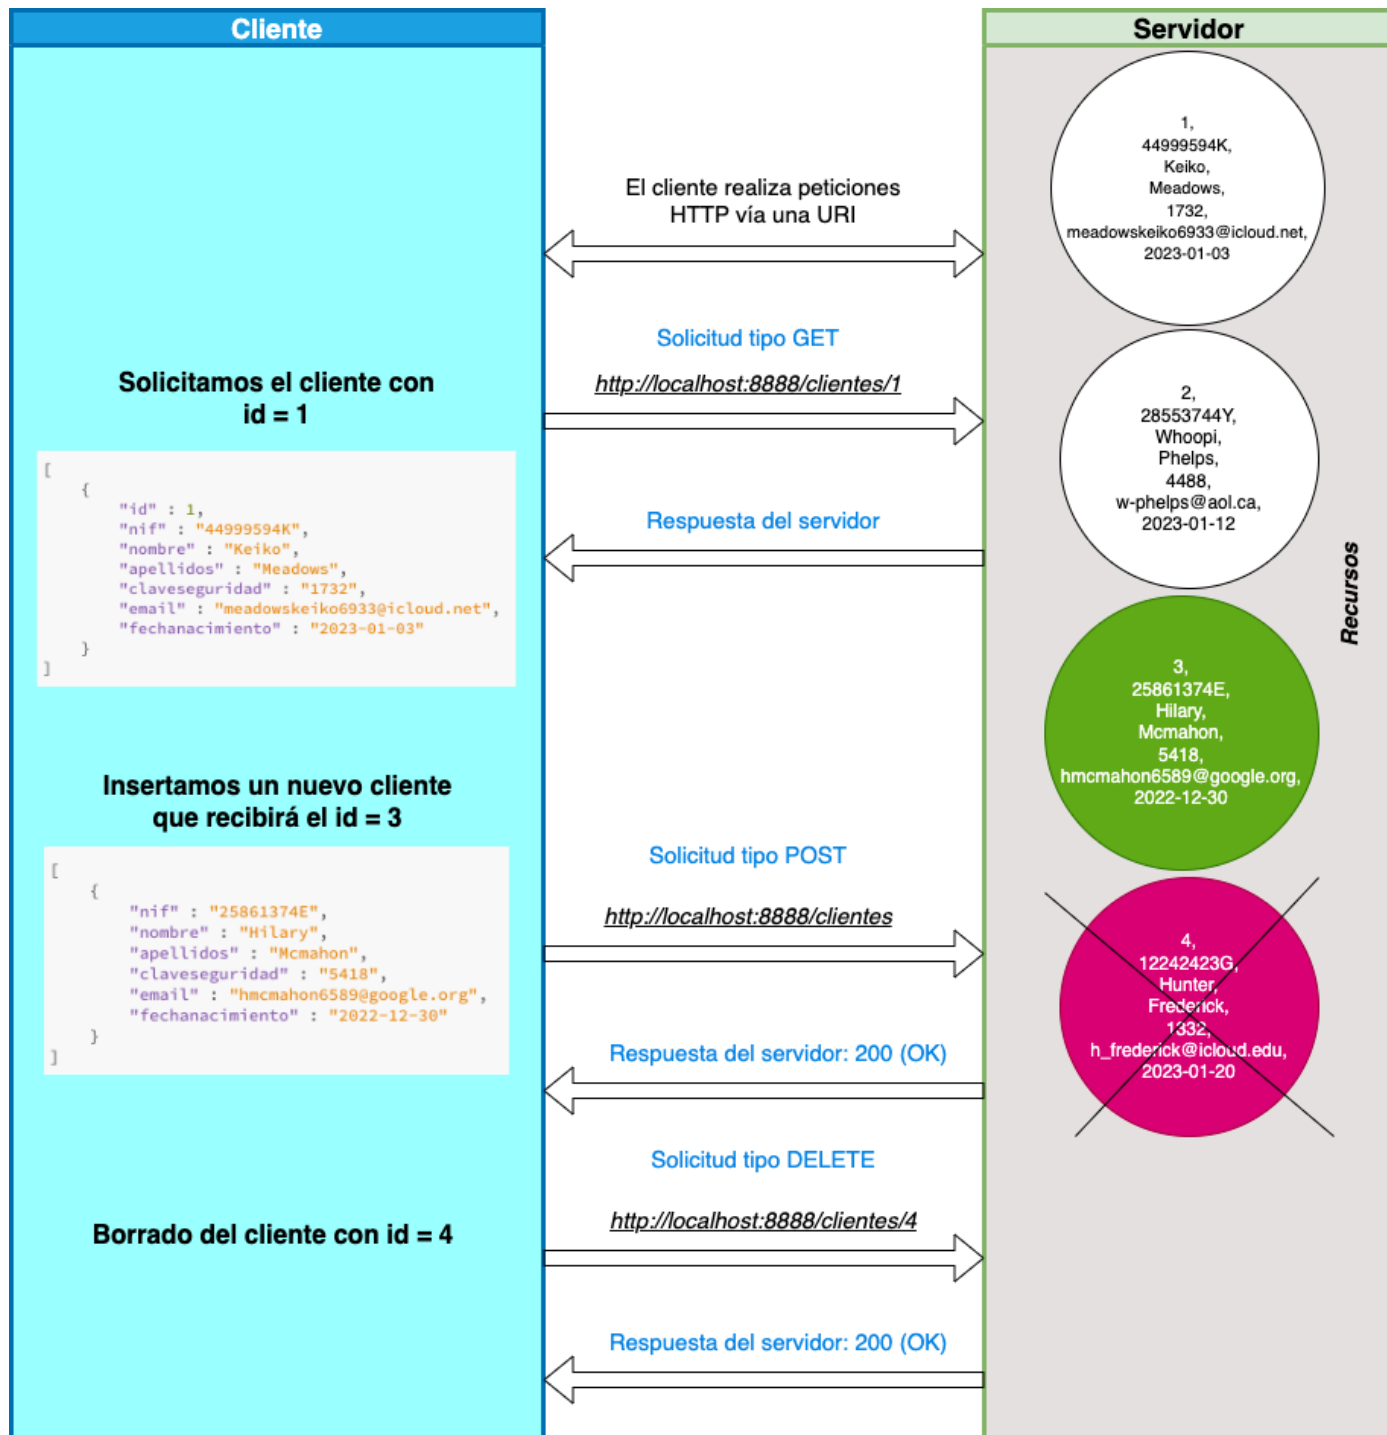 Cliente
Servidor
El cliente realiza peticiones
HTTP vía una URI
Solicitud tipo GET
http://localhost:8888/clientes/1
Solicitamos el cliente con
id = 1
[
{
"id" : 1,
"nif" : "44999594K",
"nombre" : "Keiko",
"apellidos" : "Meadows",
"claveseguridad" : "1732",
"email" : "meadowskeiko6933@icloud.net",
"fechanacimiento" : "2023-01-03"
}
]
Respuesta del servidor
Insertamos un nuevo cliente
que recibirá el id = 3
[
{
"nif" : "25861374E",
"nombre" : "Hilary",
"apellidos" : "Mcmahon",
"claveseguridad" : "5418",
"email" : "hmcmahon6589@google.org",
"fechanacimiento" : "2022-12-30"
}
]
Solicitud tipo POST
http://localhost:8888/clientes
Respuesta del servidor: 200 (OK)
Solicitud tipo DELETE
http://localhost:8888/clientes/4
Borrado del cliente con id = 4
Respuesta del servidor: 200 (OK)
1,
44999594K,
Keiko,
Meadows,
1732,
meadowskeiko6933@icloud.net,
2023-01-03
2,
28553744Y,
Whoopi,
Phelps,
4488,
w-phelps@aol.ca,
2023-01-12
Recursos
3,
25861374E,
Hilary,
Mcmahon,
5418,
hmcmahon6589@google.org,
2022-12-30
4,
12242423G,
Hunter,
Frederick,
1332,
h_frederick@icloud.edu,
2023-01-20